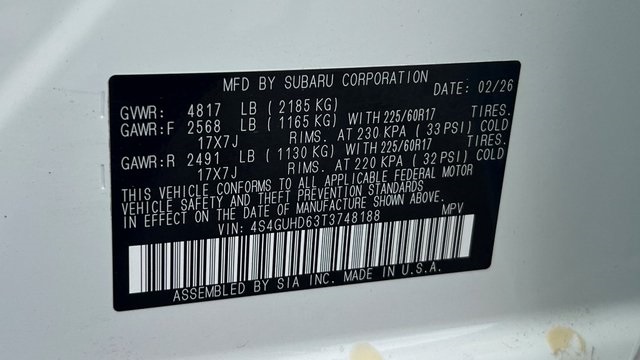 MFD BY SUBARU CORPORATION DATE: 02/26
GVWR: 4817 LB (2185 KG)
GAWR:F 2568 LB (1165 KG) WITH 225/60R17 TIRES.
17X7J RIMS. AT 230 KPA (33 PSI) COLD
GAWR:R 2491 LB (1130 KG) WITH 225/60R17 TIRES.
17X7J RIMS. AT 220 KPA (32 PSI) COLD
THIS VEHICLE CONFORMS TO ALL APPLICABLE FEDERAL MOTOR
VEHICLE SAFETY AND THEFT PREVENTION STANDARDS
IN EFFECT ON THE DATE OF MANUFACTURE SHOWN ABOVE.
VIN: 4S4GUHD63T3748188 MPV
ASSEMBLED BY SIA INC. MADE IN U.S.A.